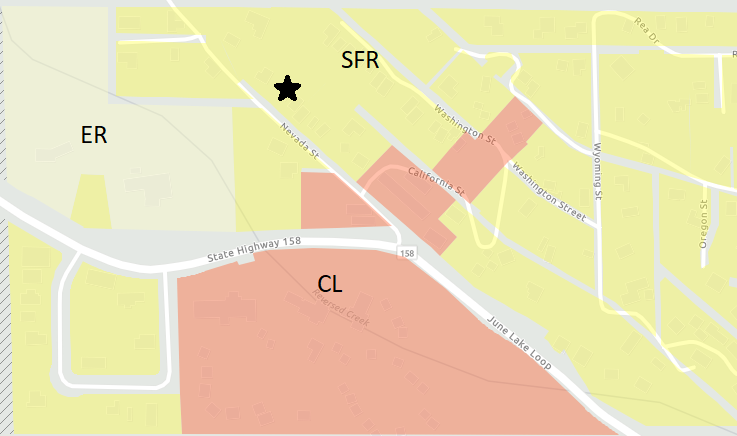 Rea Dr
SFR
R
Washington St
Nevada St
ER
Wyoming St
California St
Washington Street
Oregon St
State Highway 158
158
CL
Reversed Creek
June Lake Loop